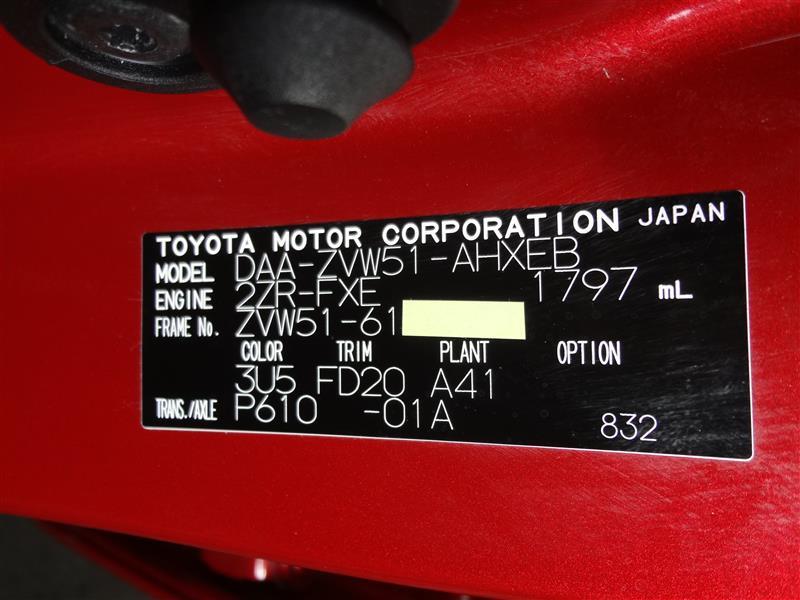 TOYOTA MOTOR CORPORATION JAPAN
MODEL DAA-ZVW51-AHXEB
ENGINE 2ZR-FXE 1797 mL
FRAME No. ZVW51-61
COLOR TRIM PLANT OPTION
3U5 FD20 A41
TRANS./AXLE P610 -01A 832